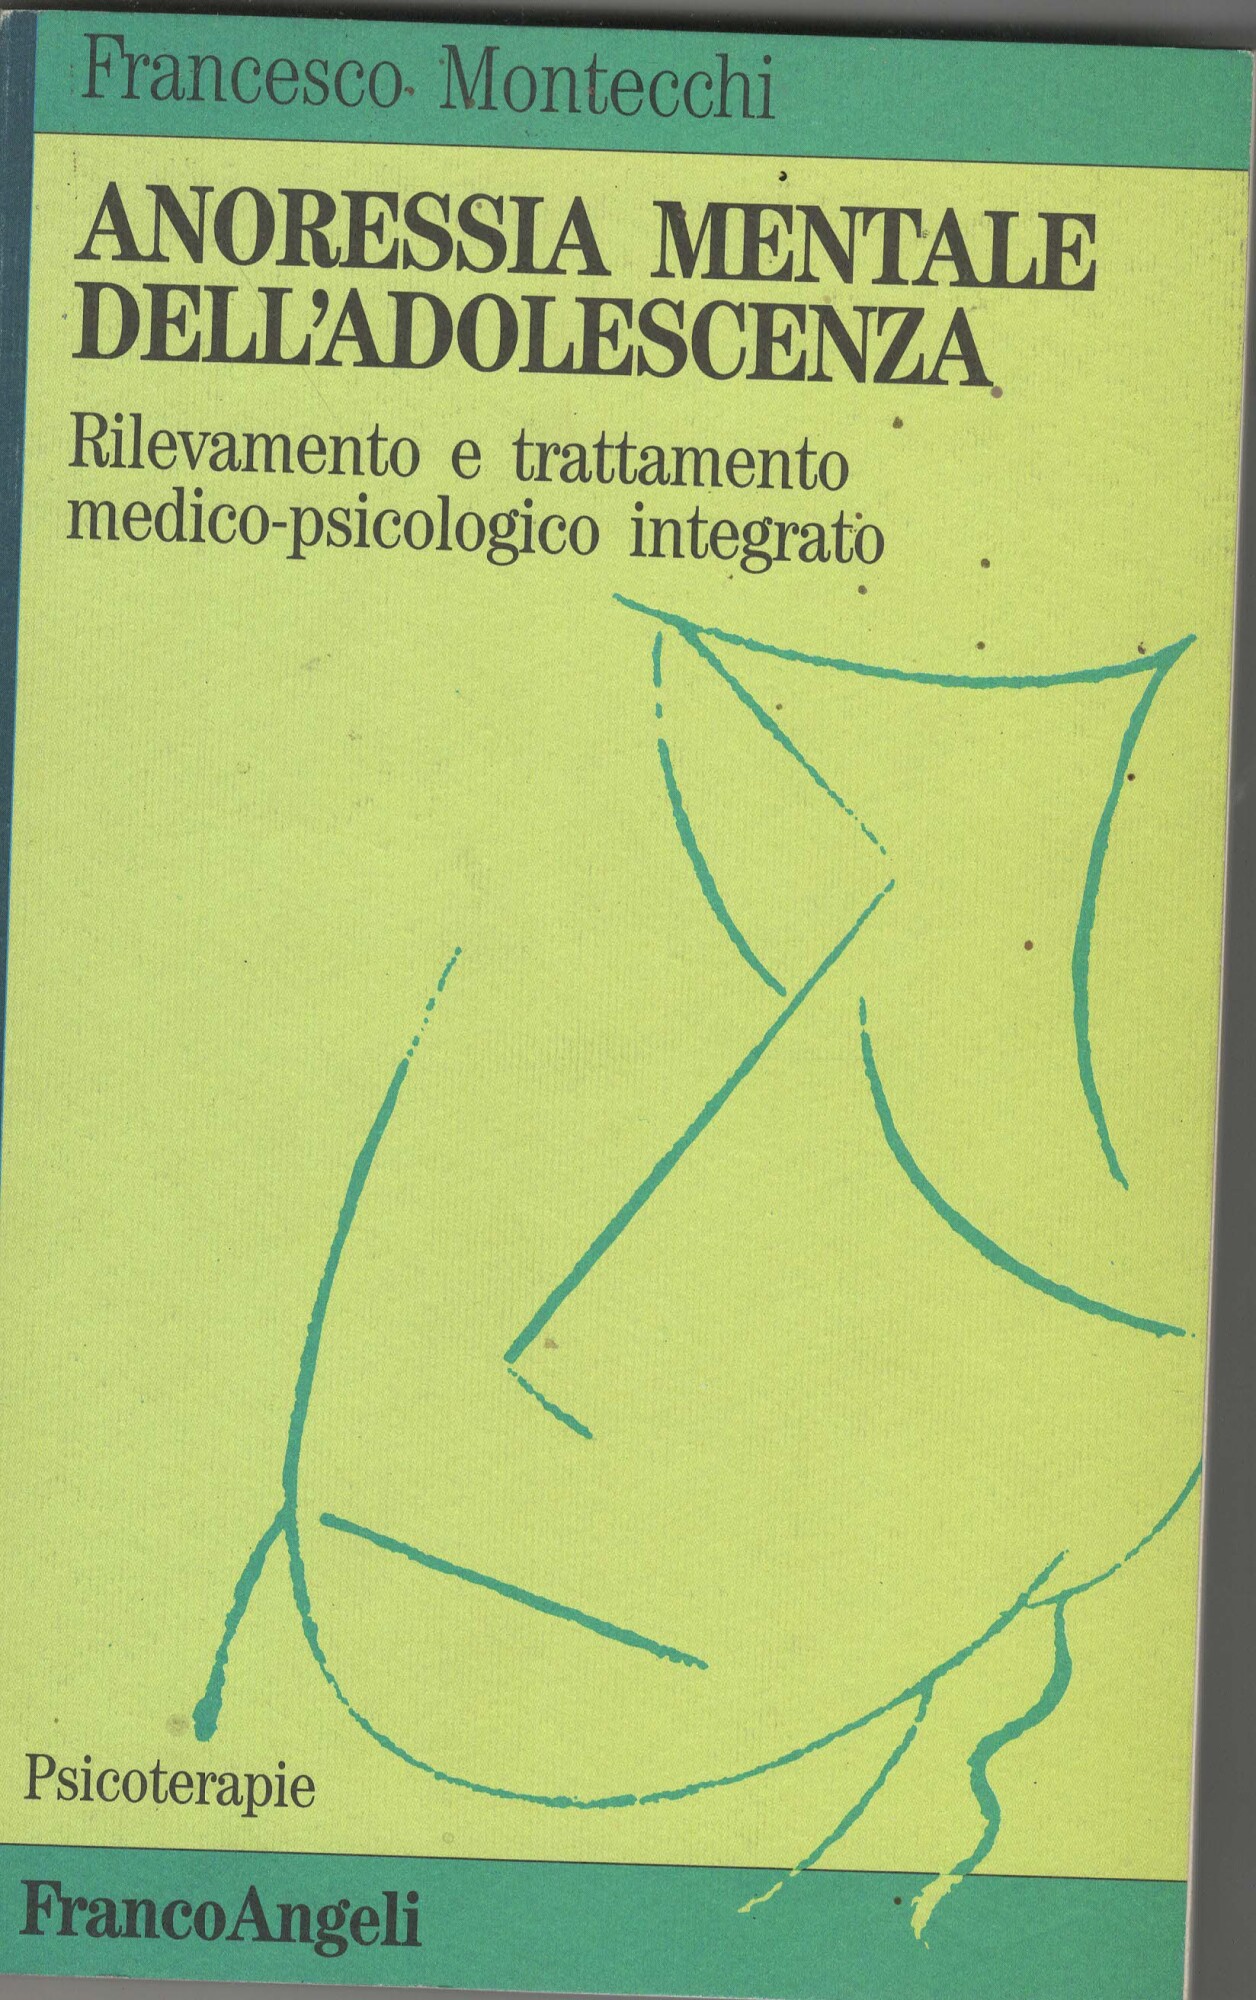 Francesco Montecchi
ANORESSIA MENTALE
DELL'ADOLESCENZA
Rilevamento e trattamento
medico-psicologico integrato
Psicoterapie
FrancoAngeli